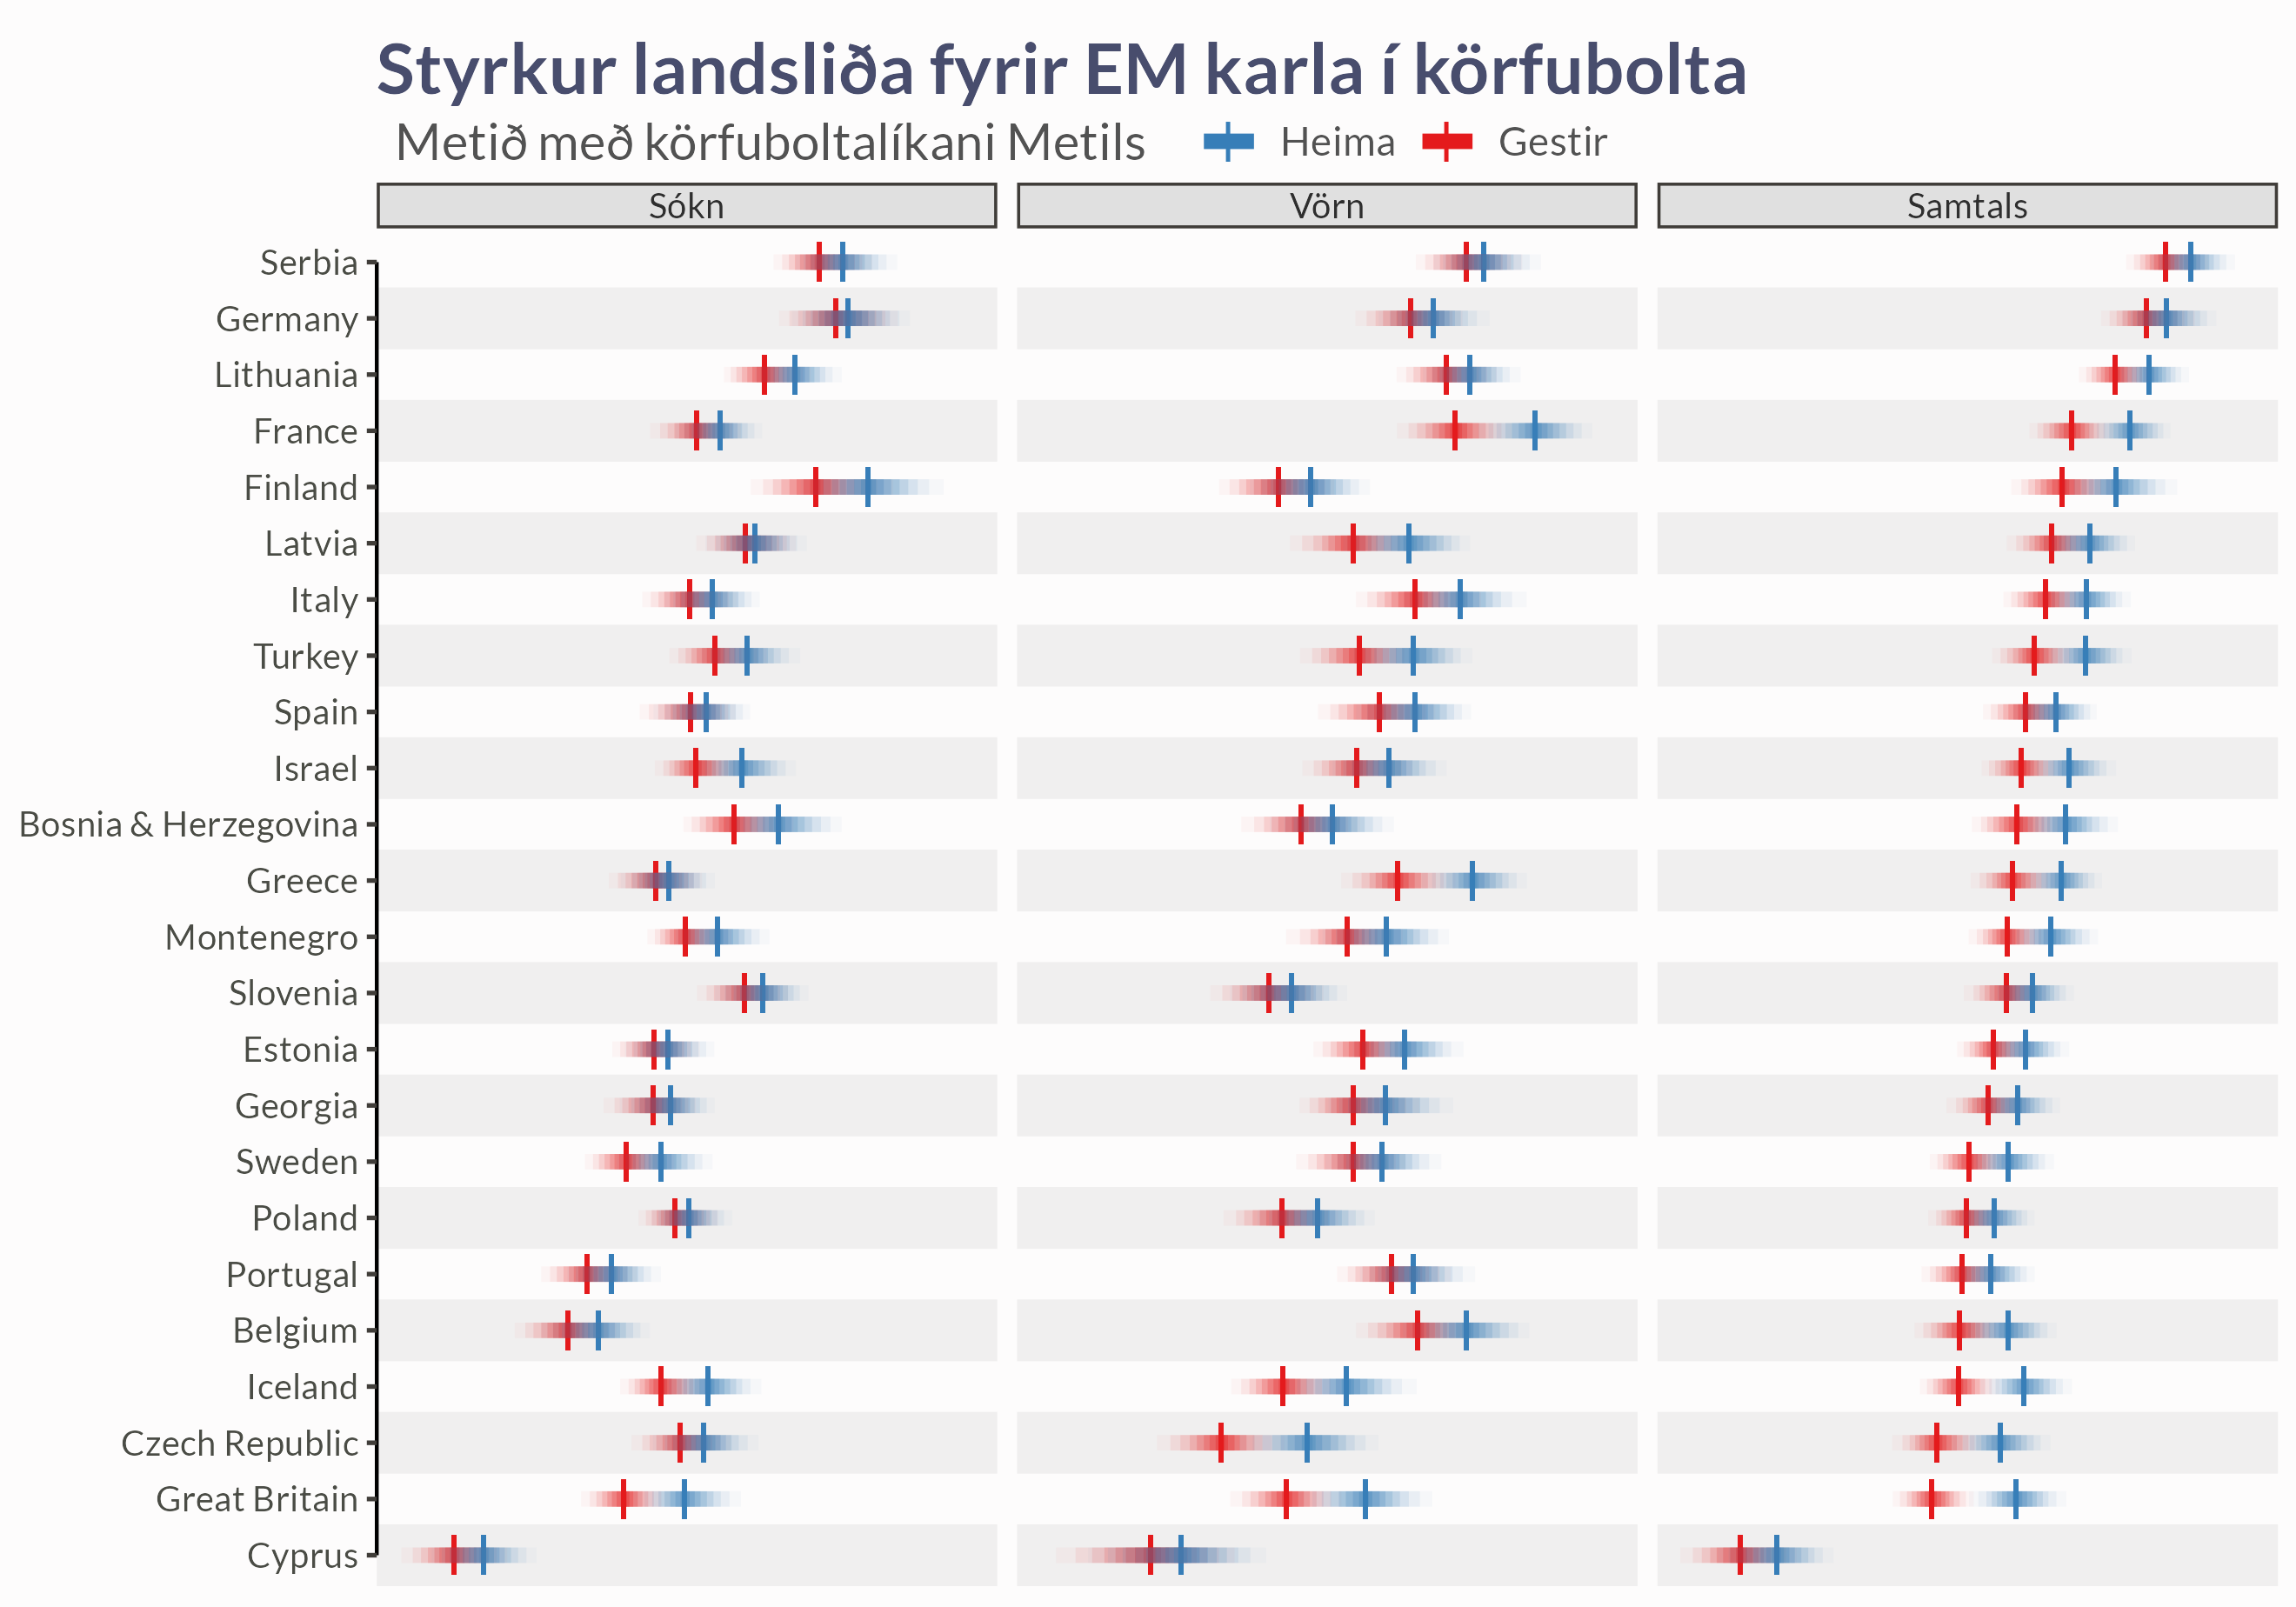 Styrkur landsliða fyrir EM karla í körfubolta
Metið með körfuboltalíkani Metils Heima Gestir
Sókn Vörn Samtals
Serbia
Germany
Lithuania
France
Finland
Latvia
Italy
Turkey
Spain
Israel
Bosnia & Herzegovina
Greece
Montenegro
Slovenia
Estonia
Georgia
Sweden
Poland
Portugal
Belgium
Iceland
Czech Republic
Great Britain
Cyprus